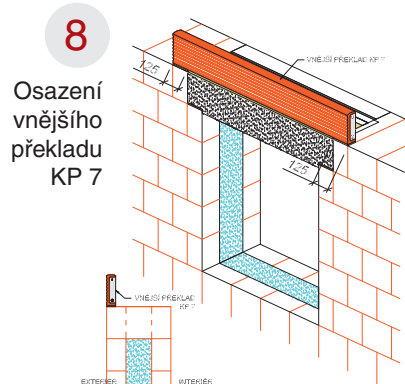 8
Osazení
vnějšího
překladu
KP 7
125
VNĚJŠÍ PŘEKLAD KP 7
125
VNĚJŠÍ PŘEKLAD
KP 7
EXTERIÉR
INTERIÉR